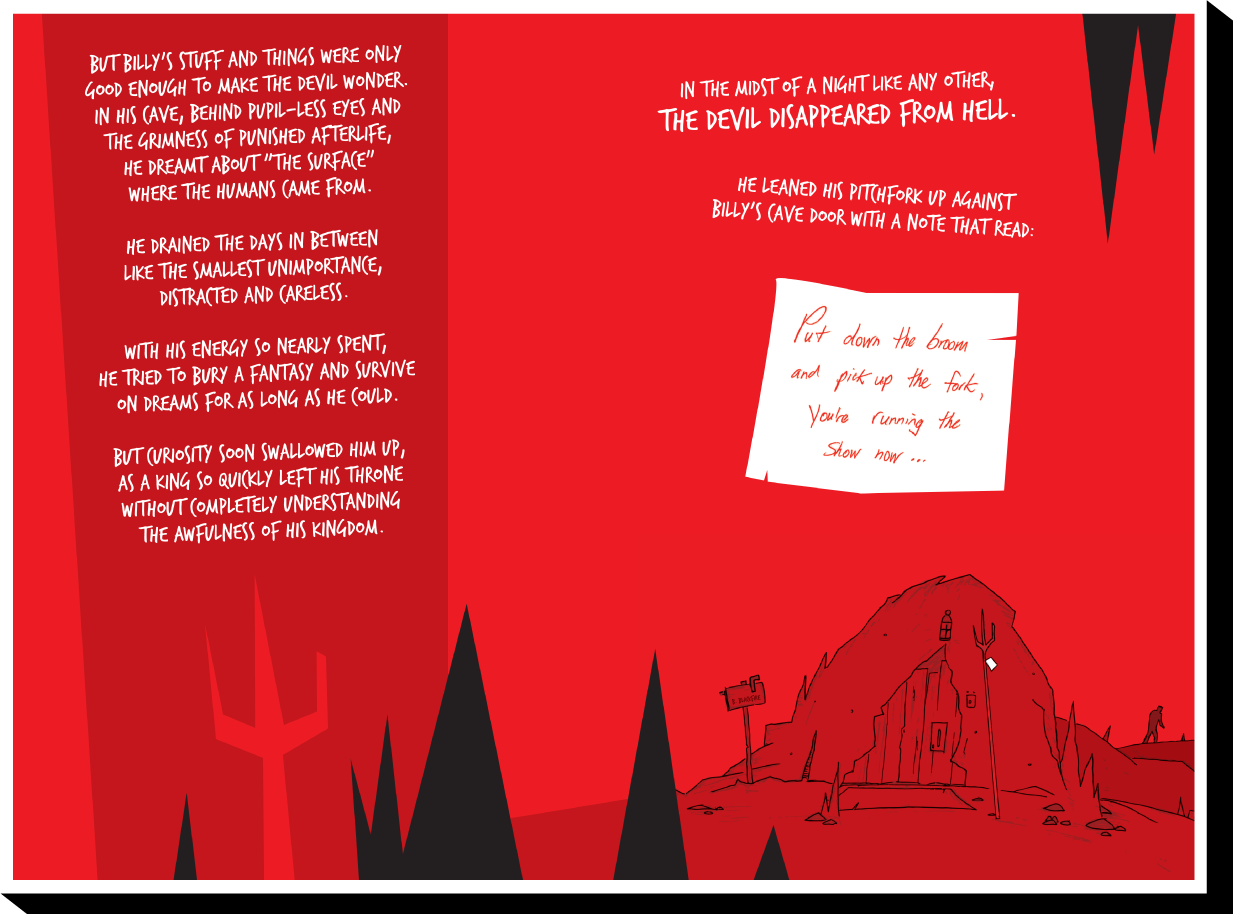 BUT BILLY'S STUFF AND THINGS WERE ONLY
GOOD ENOUGH TO MAKE THE DEVIL WONDER.
IN HIS CAVE, BEHIND PUPIL-LESS EYES AND
THE GRIMNESS OF PUNISHED AFTERLIFE,
HE DREAMT ABOUT "THE SURFACE"
WHERE THE HUMANS CAME FROM.
HE DRAINED THE DAYS IN BETWEEN
LIKE THE SMALLEST UNIMPORTANCE,
DISTRACTED AND CARELESS.
WITH HIS ENERGY SO NEARLY SPENT,
HE TRIED TO BURY A FANTASY AND SURVIVE
ON DREAMS FOR AS LONG AS HE COULD.
BUT CURIOSITY SOON SWALLOWED HIM UP,
AS A KING SO QUICKLY LEFT HIS THRONE
WITHOUT COMPLETELY UNDERSTANDING
THE AWFULNESS OF HIS KINGDOM.
IN THE MIDST OF A NIGHT LIKE ANY OTHER,
THE DEVIL DISAPPEARED FROM HELL.
HE LEANED HIS PITCHFORK UP AGAINST
BILLY'S CAVE DOOR WITH A NOTE THAT READ:
Put down the broom
and pick up the fork,
You're running the
Show now ...